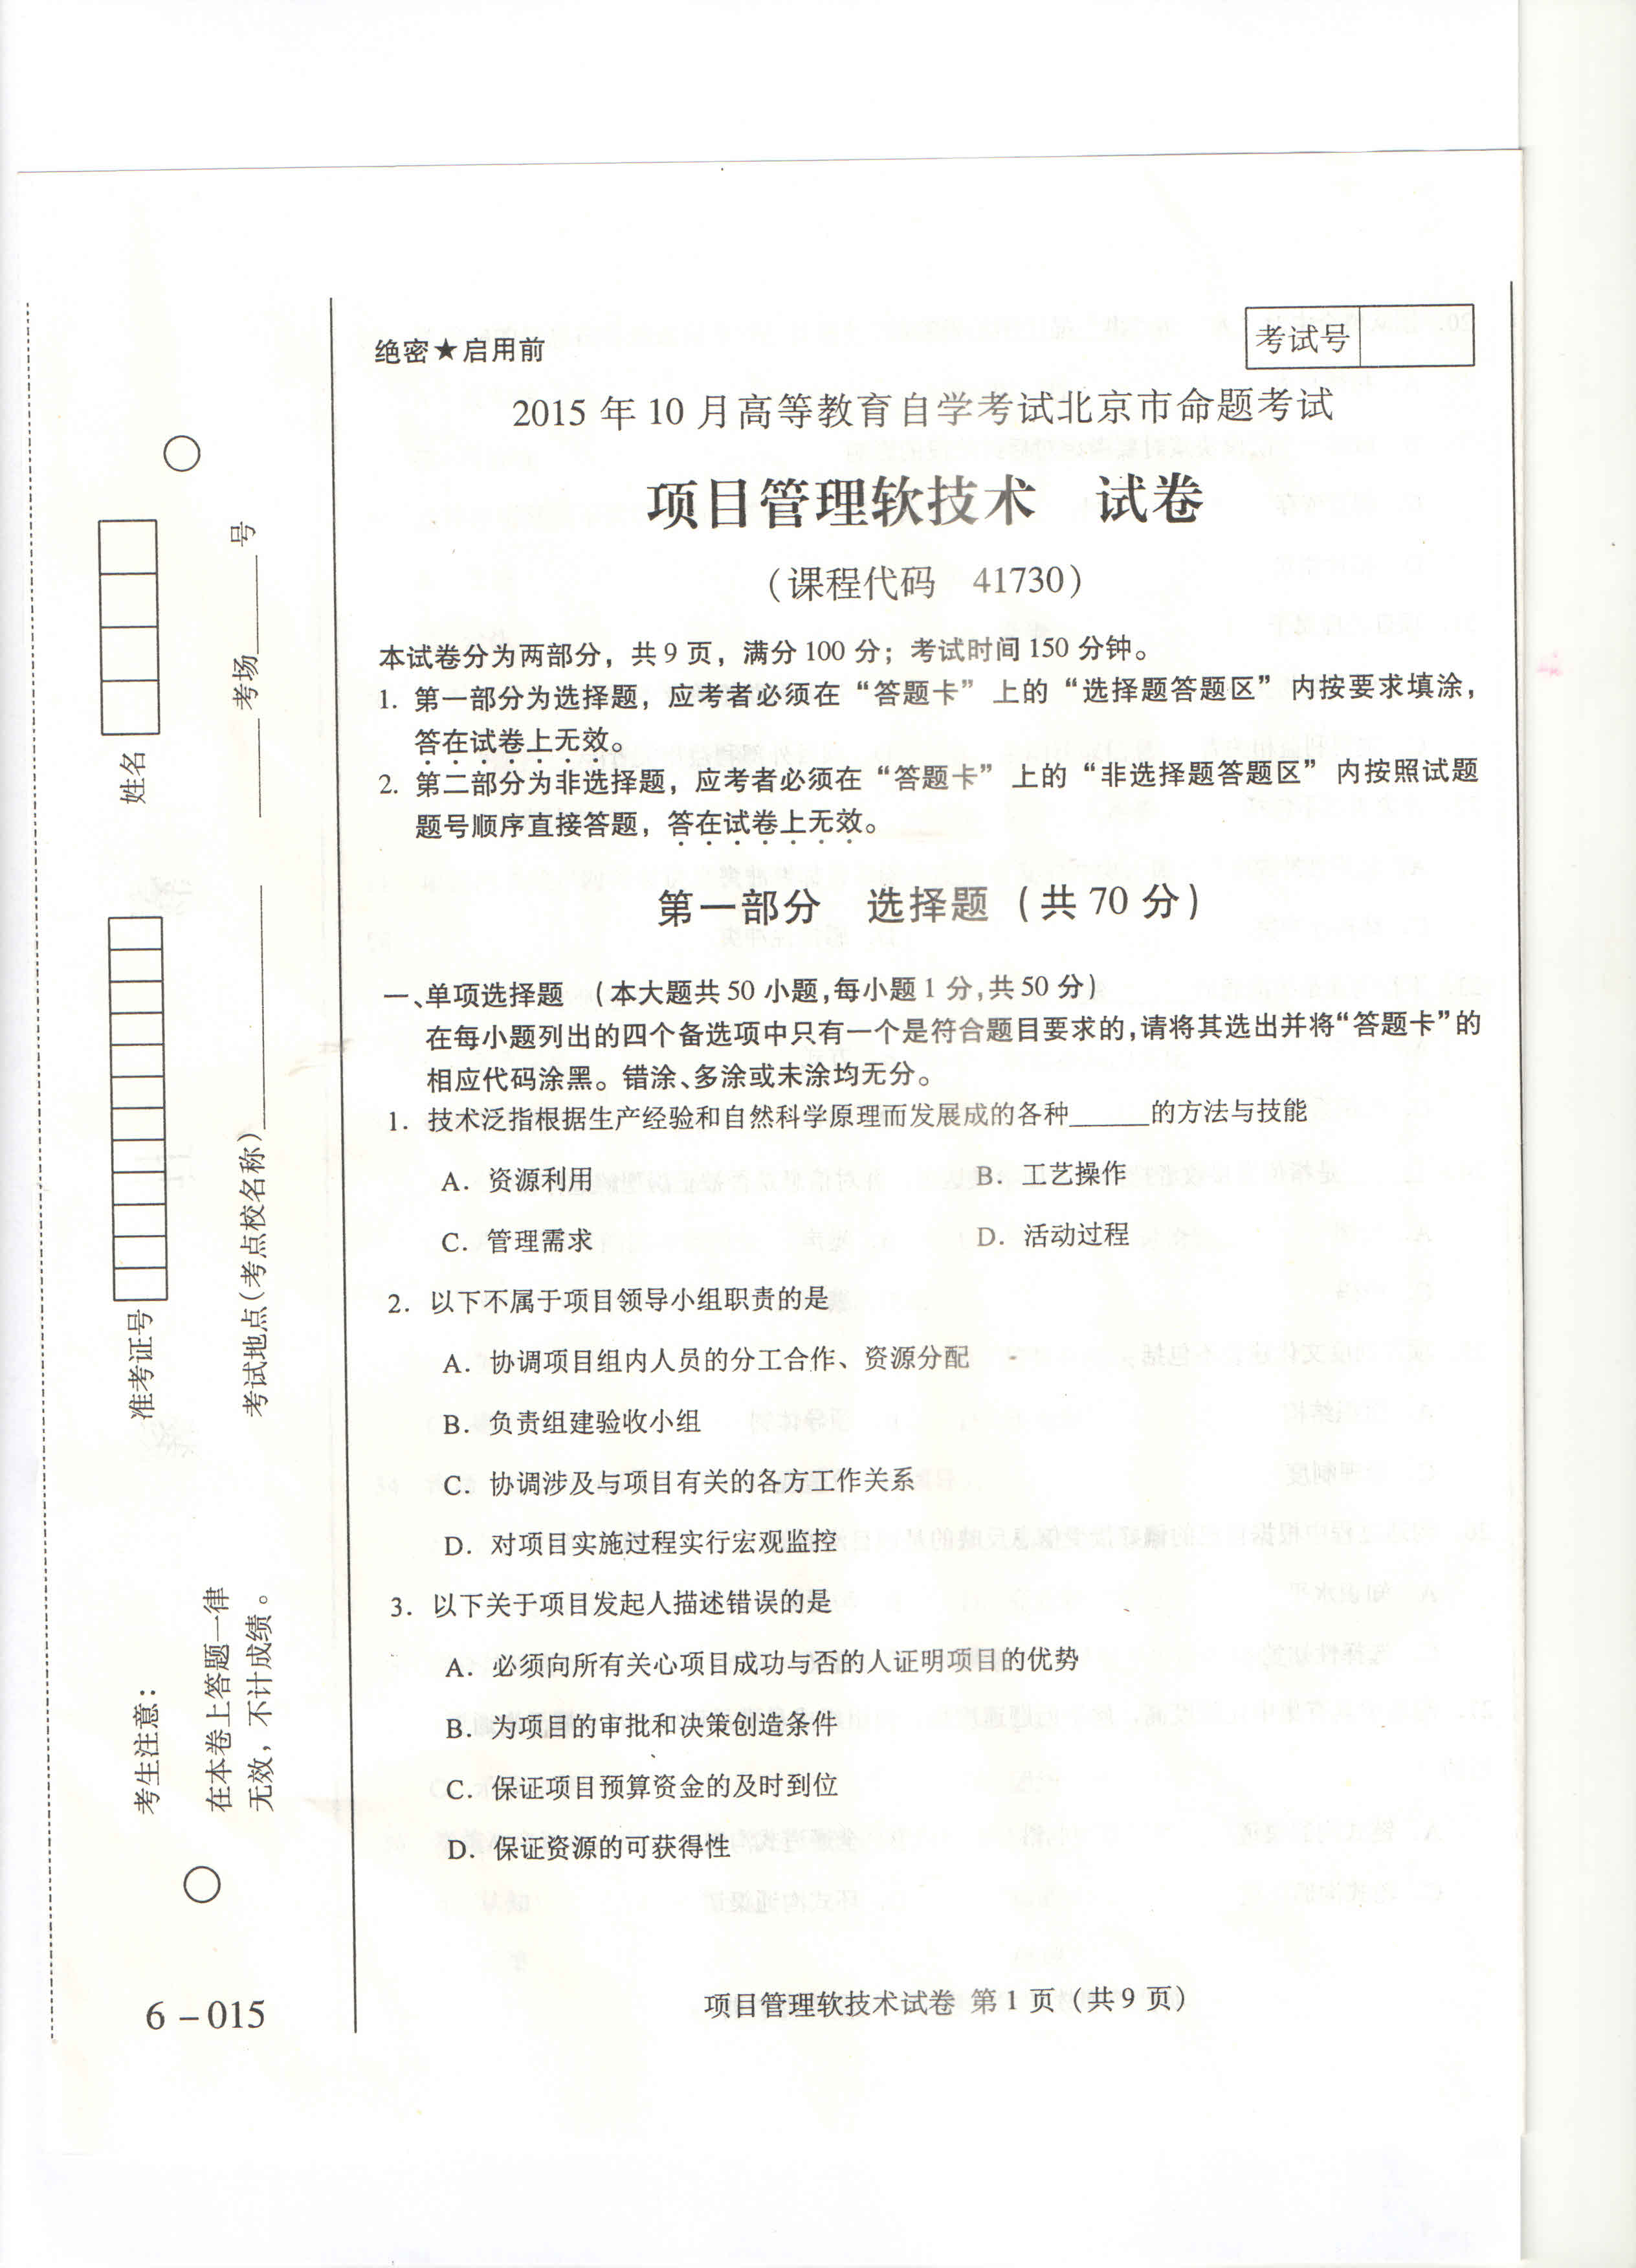 绝密★启用前
考试号
2015 年 10 月高等教育自学考试北京市命题考试
项目管理软技术 试卷
(课程代码 41730)
本试卷分为两部分，共 9 页，满分 100 分；考试时间 150 分钟。
1. 第一部分为选择题，应考者必须在“答题卡”上的“选择题答题区”内按要求填涂，
答在试卷上无效。
2. 第二部分为非选择题，应考者必须在“答题卡”上的“非选择题答题区”内按照试题
题号顺序直接答题，答在试卷上无效。
第一部分 选择题 (共 70 分)
一、单项选择题 (本大题共 50 小题,每小题 1 分,共 50 分)
在每小题列出的四个备选项中只有一个是符合题目要求的,请将其选出并将“答题卡”的
相应代码涂黑。错涂、多涂或未涂均无分。
1. 技术泛指根据生产经验和自然科学原理而发展成的各种______的方法与技能
A. 资源利用 B. 工艺操作
C. 管理需求 D. 活动过程
2. 以下不属于项目领导小组职责的是
A. 协调项目组内人员的分工合作、资源分配
B. 负责组建验收小组
C. 协调涉及与项目有关的各方工作关系
D. 对项目实施过程实行宏观监控
3. 以下关于项目发起人描述错误的是
A. 必须向所有关心项目成功与否的人证明项目的优势
B. 为项目的审批和决策创造条件
C. 保证项目预算资金的及时到位
D. 保证资源的可获得性
项目管理软技术试卷 第 1 页 (共 9 页)
姓名
准考证号
考生注意：
考试地点(考点校名称)__________ ______考场______号
在本卷上答题一律
无效，不计成绩。
6－015